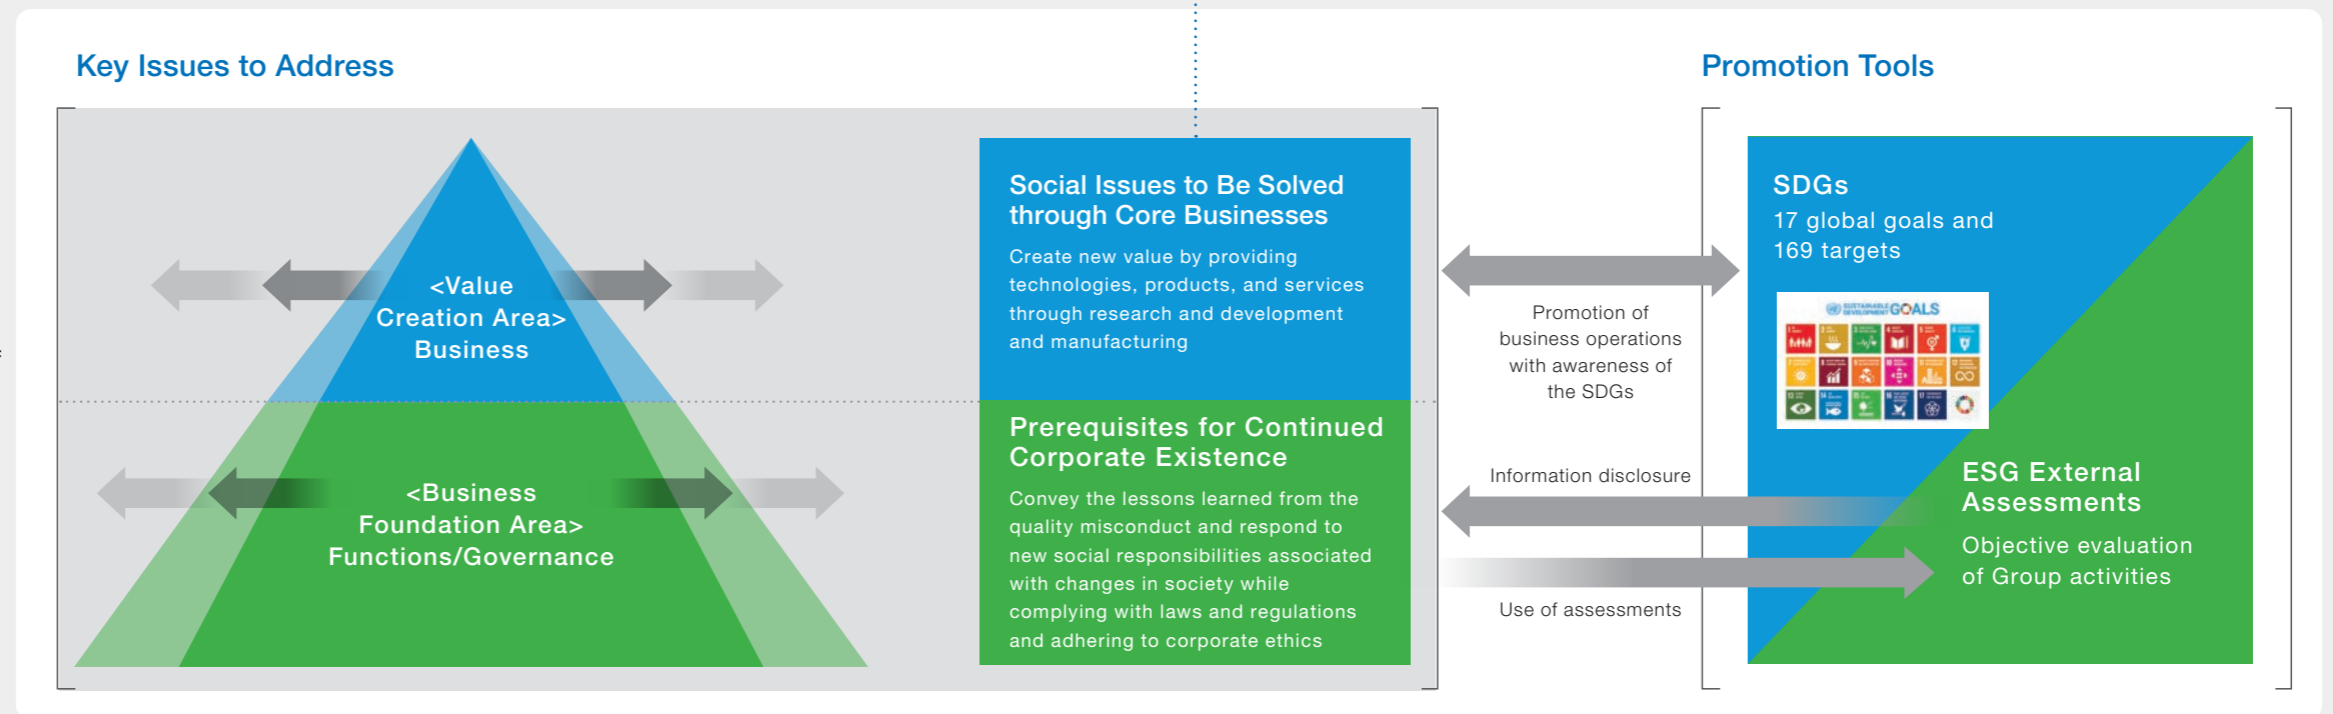 Key Issues to Address
<Value
Creation Area>
Business
<Business
Foundation Area>
Functions/Governance
Social Issues to Be Solved
through Core Businesses
Create new value by providing
technologies, products, and services
through research and development
and manufacturing
Prerequisites for Continued
Corporate Existence
Convey the lessons learned from the
quality misconduct and respond to
new social responsibilities associated
with changes in society while
complying with laws and regulations
and adhering to corporate ethics
Promotion of
business operations
with awareness of
the SDGs
Information disclosure
Use of assessments
Promotion Tools
SDGs
17 global goals and
169 targets
SUSTAINABLE
DEVELOPMENT GOALS
ESG External
Assessments
Objective evaluation
of Group activities